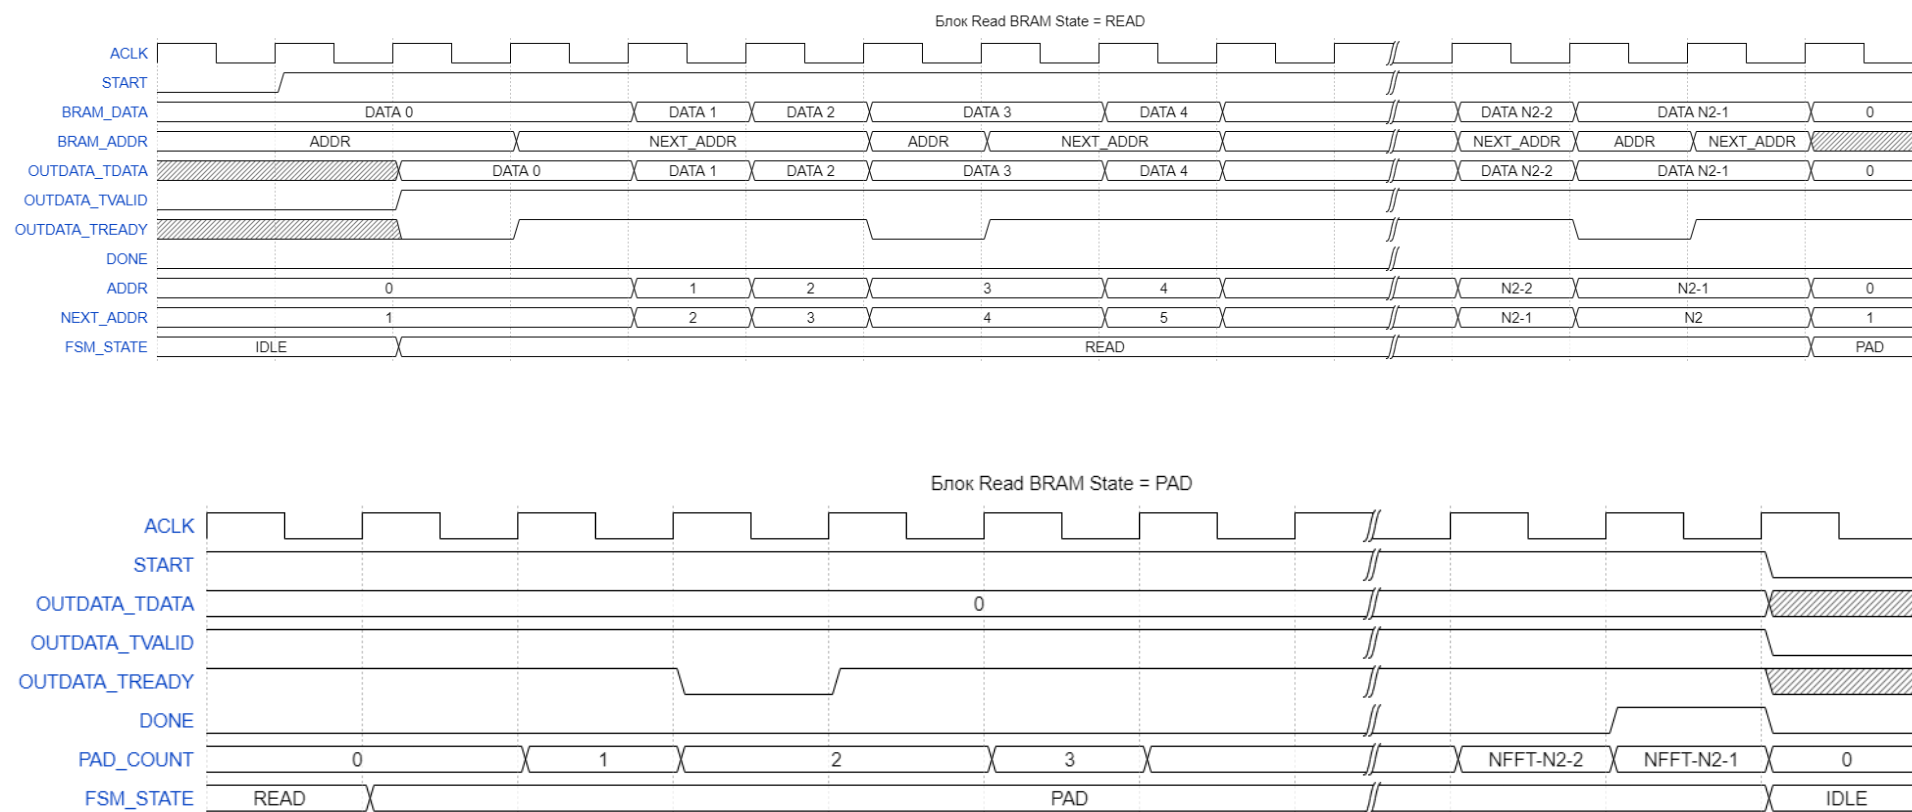 Блок Read BRAM State = READ
ACLK
START
BRAM_DATA DATA 0 DATA 1 DATA 2 DATA 3 DATA 4 DATA N2-2 DATA N2-1 0
BRAM_ADDR ADDR NEXT_ADDR ADDR NEXT_ADDR NEXT_ADDR ADDR NEXT_ADDR
OUTDATA_TDATA DATA 0 DATA 1 DATA 2 DATA 3 DATA 4 DATA N2-2 DATA N2-1 0
OUTDATA_TVALID
OUTDATA_TREADY
DONE
ADDR 0 1 2 3 4 N2-2 N2-1 0
NEXT_ADDR 1 2 3 4 5 N2-1 N2 1
FSM_STATE IDLE READ PAD
Блок Read BRAM State = PAD
ACLK
START
OUTDATA_TDATA 0
OUTDATA_TVALID
OUTDATA_TREADY
DONE
PAD_COUNT 0 1 2 3 NFFT-N2-2 NFFT-N2-1 0
FSM_STATE READ PAD IDLE